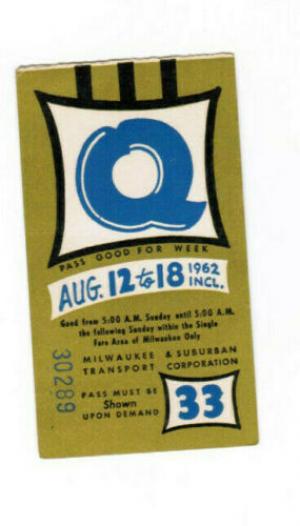 Q
PASS GOOD FOR WEEK
AUG. 12 to 18 1962 INCL.
Good from 5:00 A.M. Sunday until 5:00 A.M.
the following Sunday within the Single
Fare Area of Milwaukee Only
MILWAUKEE & SUBURBAN
TRANSPORT CORPORATION
PASS MUST BE
Shown
UPON DEMAND
33
30289